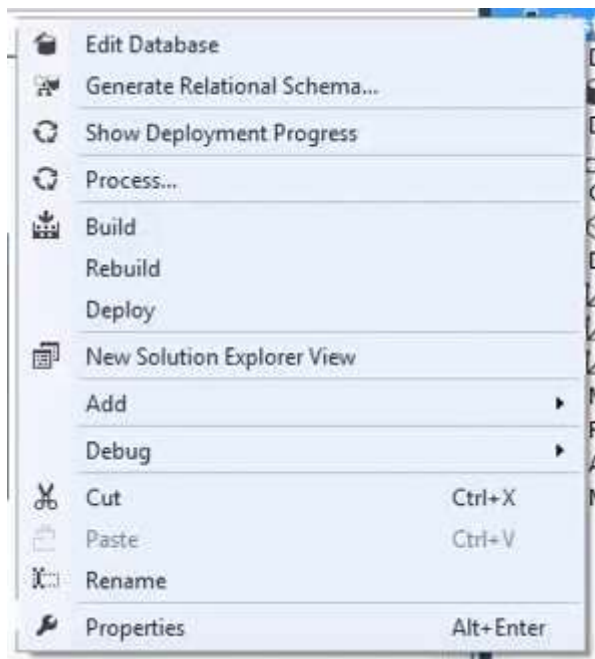 Edit Database
Generate Relational Schema...
Show Deployment Progress
Process...
Build
Rebuild
Deploy
New Solution Explorer View
Add
Debug
Cut Ctrl+X
Paste Ctrl+V
Rename
Properties Alt+Enter